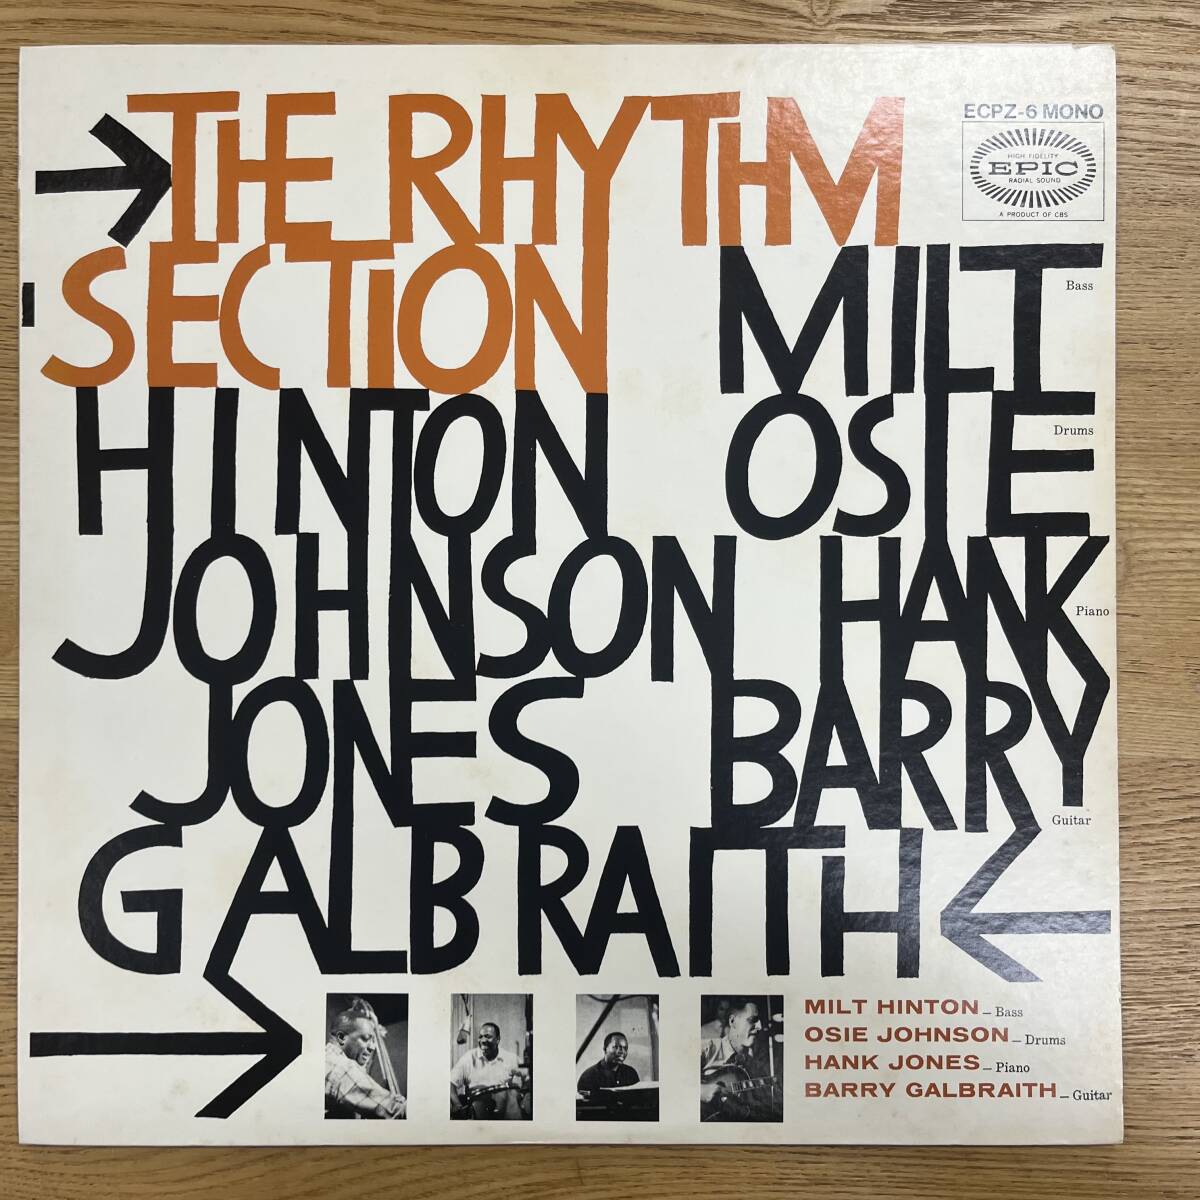 THE RHYTHM
ECPZ-6 MONO
HIGH FIDELITY
EPIC
RADIAL SOUND
A PRODUCT OF CBS
SECTION MILT
Bass
HINTON OSIE
Drums
JOHNSON HANK
Piano
JONES BARRY
Guitar
GALBRAITH
MILT HINTON – Bass
OSIE JOHNSON – Drums
HANK JONES – Piano
BARRY GALBRAITH – Guitar